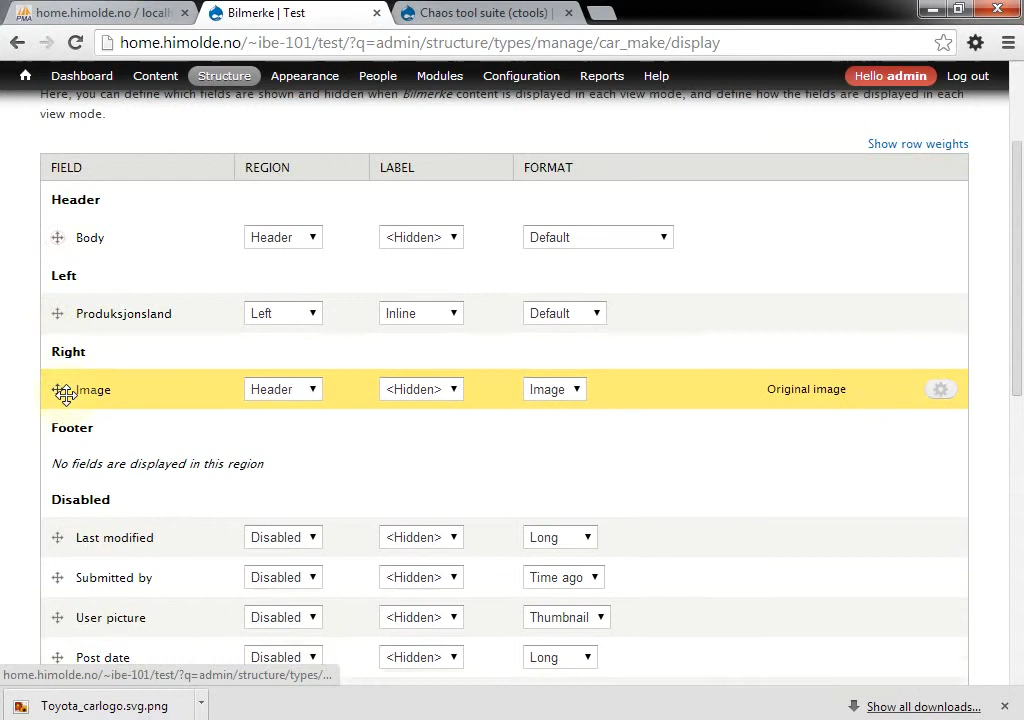 home.himolde.no / localh
Bilmerke | Test
Chaos tool suite (ctools) |
home.himolde.no/~ibe-101/test/?q=admin/structure/types/manage/car_make/display
Dashboard Content Structure Appearance People Modules Configuration Reports Help Hello admin Log out
Here, you can define which fields are shown and hidden when Bilmerke content is displayed in each view mode, and define how the fields are displayed in each
view mode.
Show row weights
FIELD REGION LABEL FORMAT
Header
Body Header <Hidden> Default
Left
Produksjonsland Left Inline Default
Right
Image Header <Hidden> Image Original image
Footer
No fields are displayed in this region
Disabled
Last modified Disabled <Hidden> Long
Submitted by Disabled <Hidden> Time ago
User picture Disabled <Hidden> Thumbnail
Post date Disabled <Hidden> Long
home.himolde.no/~ibe-101/test/?q=admin/structure/types/...
Toyota_carlogo.svg.png
Show all downloads...